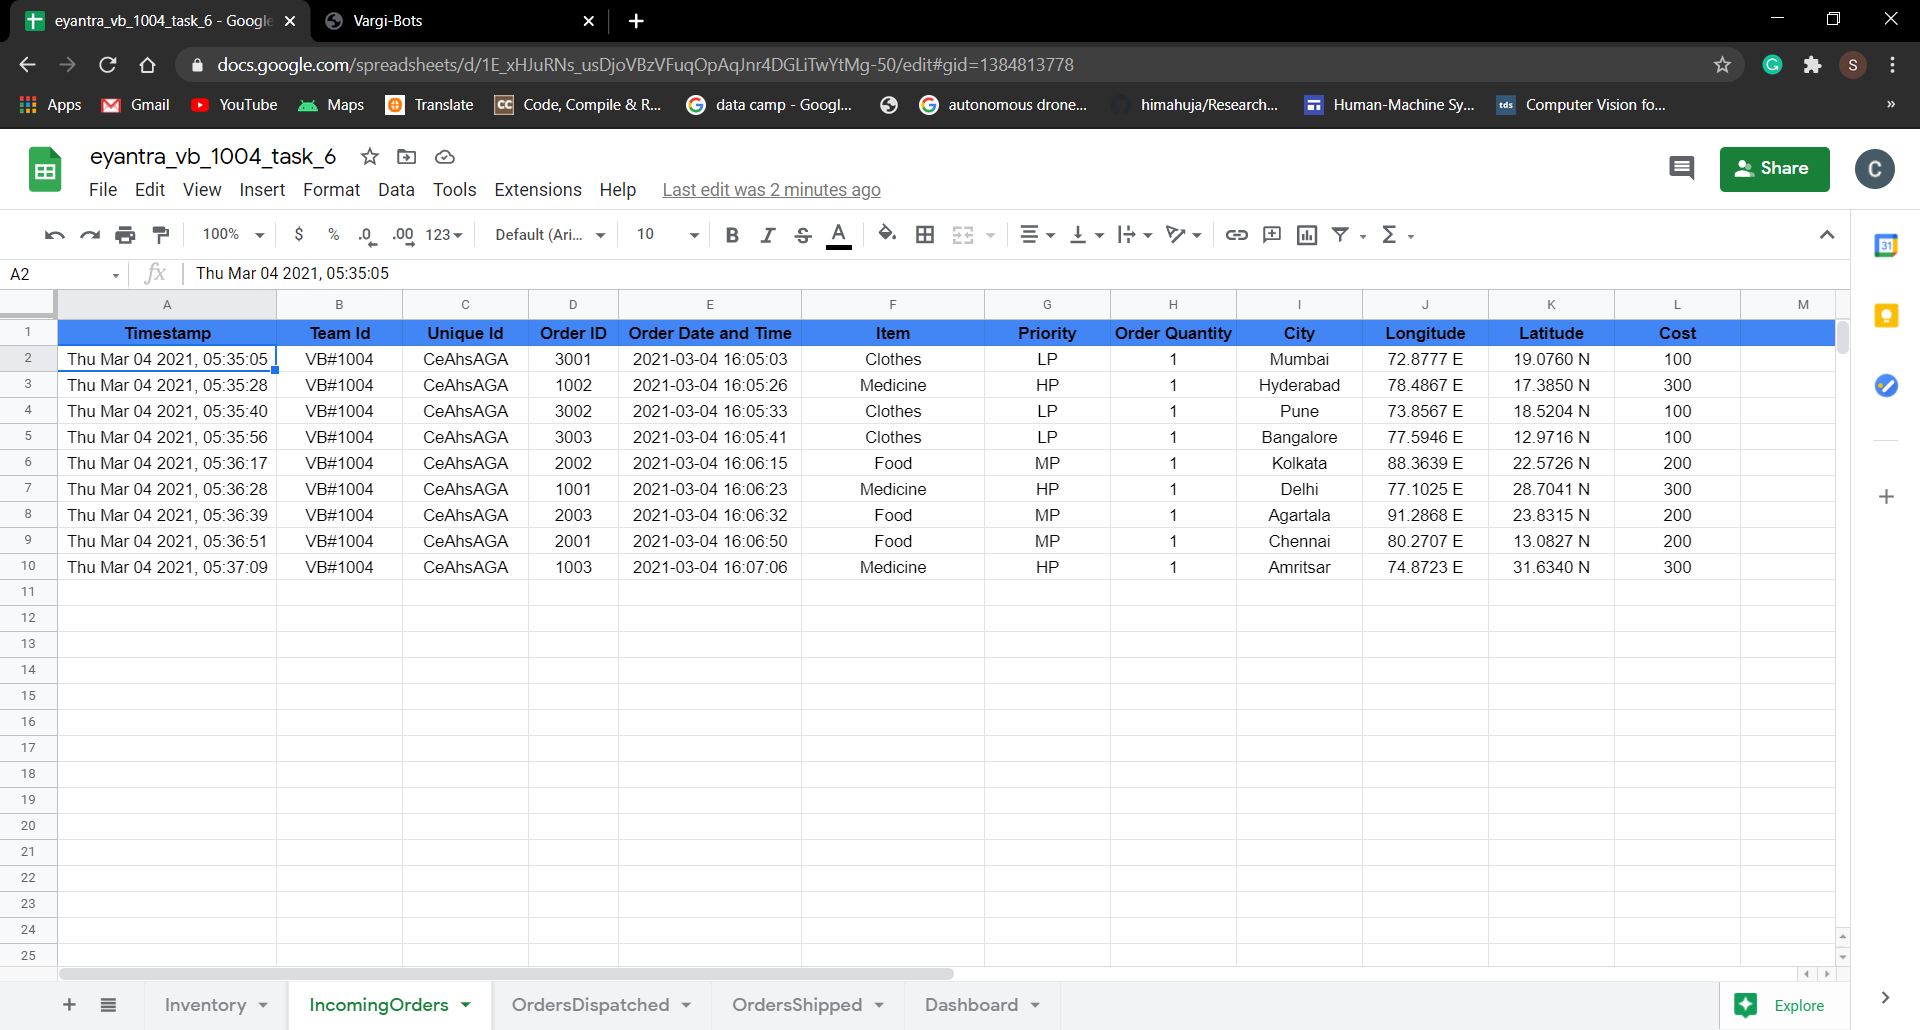 eyantra_vb_1004_task_6 - Google
Vargi-Bots
docs.google.com/spreadsheets/d/1E_xHJuRNs_usDjoVBzVFuqOpAqJnr4DGLiTwYtMg-50/edit#gid=1384813778
S
Apps Gmail YouTube Maps Translate Code, Compile & R... data camp - Googl... autonomous drone... himahuja/Research... Human-Machine Sy... Computer Vision fo... »
eyantra_vb_1004_task_6
Share
C
File Edit View Insert Format Data Tools Extensions Help Last edit was 2 minutes ago
100% $ % .0 .00 123 Default (Ari... 10 B I S A
A2 fx Thu Mar 04 2021, 05:35:05
A B C D E F G H I J K L M
1 Timestamp Team Id Unique Id Order ID Order Date and Time Item Priority Order Quantity City Longitude Latitude Cost
2 Thu Mar 04 2021, 05:35:05 VB#1004 CeAhsAGA 3001 2021-03-04 16:05:03 Clothes LP 1 Mumbai 72.8777 E 19.0760 N 100
3 Thu Mar 04 2021, 05:35:28 VB#1004 CeAhsAGA 1002 2021-03-04 16:05:26 Medicine HP 1 Hyderabad 78.4867 E 17.3850 N 300
4 Thu Mar 04 2021, 05:35:40 VB#1004 CeAhsAGA 3002 2021-03-04 16:05:33 Clothes LP 1 Pune 73.8567 E 18.5204 N 100
5 Thu Mar 04 2021, 05:35:56 VB#1004 CeAhsAGA 3003 2021-03-04 16:05:41 Clothes LP 1 Bangalore 77.5946 E 12.9716 N 100
6 Thu Mar 04 2021, 05:36:17 VB#1004 CeAhsAGA 2002 2021-03-04 16:06:15 Food MP 1 Kolkata 88.3639 E 22.5726 N 200
7 Thu Mar 04 2021, 05:36:28 VB#1004 CeAhsAGA 1001 2021-03-04 16:06:23 Medicine HP 1 Delhi 77.1025 E 28.7041 N 300
8 Thu Mar 04 2021, 05:36:39 VB#1004 CeAhsAGA 2003 2021-03-04 16:06:32 Food MP 1 Agartala 91.2868 E 23.8315 N 200
9 Thu Mar 04 2021, 05:36:51 VB#1004 CeAhsAGA 2001 2021-03-04 16:06:50 Food MP 1 Chennai 80.2707 E 13.0827 N 200
10 Thu Mar 04 2021, 05:37:09 VB#1004 CeAhsAGA 1003 2021-03-04 16:07:06 Medicine HP 1 Amritsar 74.8723 E 31.6340 N 300
11
12
13
14
15
16
17
18
19
20
21
22
23
24
25
Inventory IncomingOrders OrdersDispatched OrdersShipped Dashboard Explore